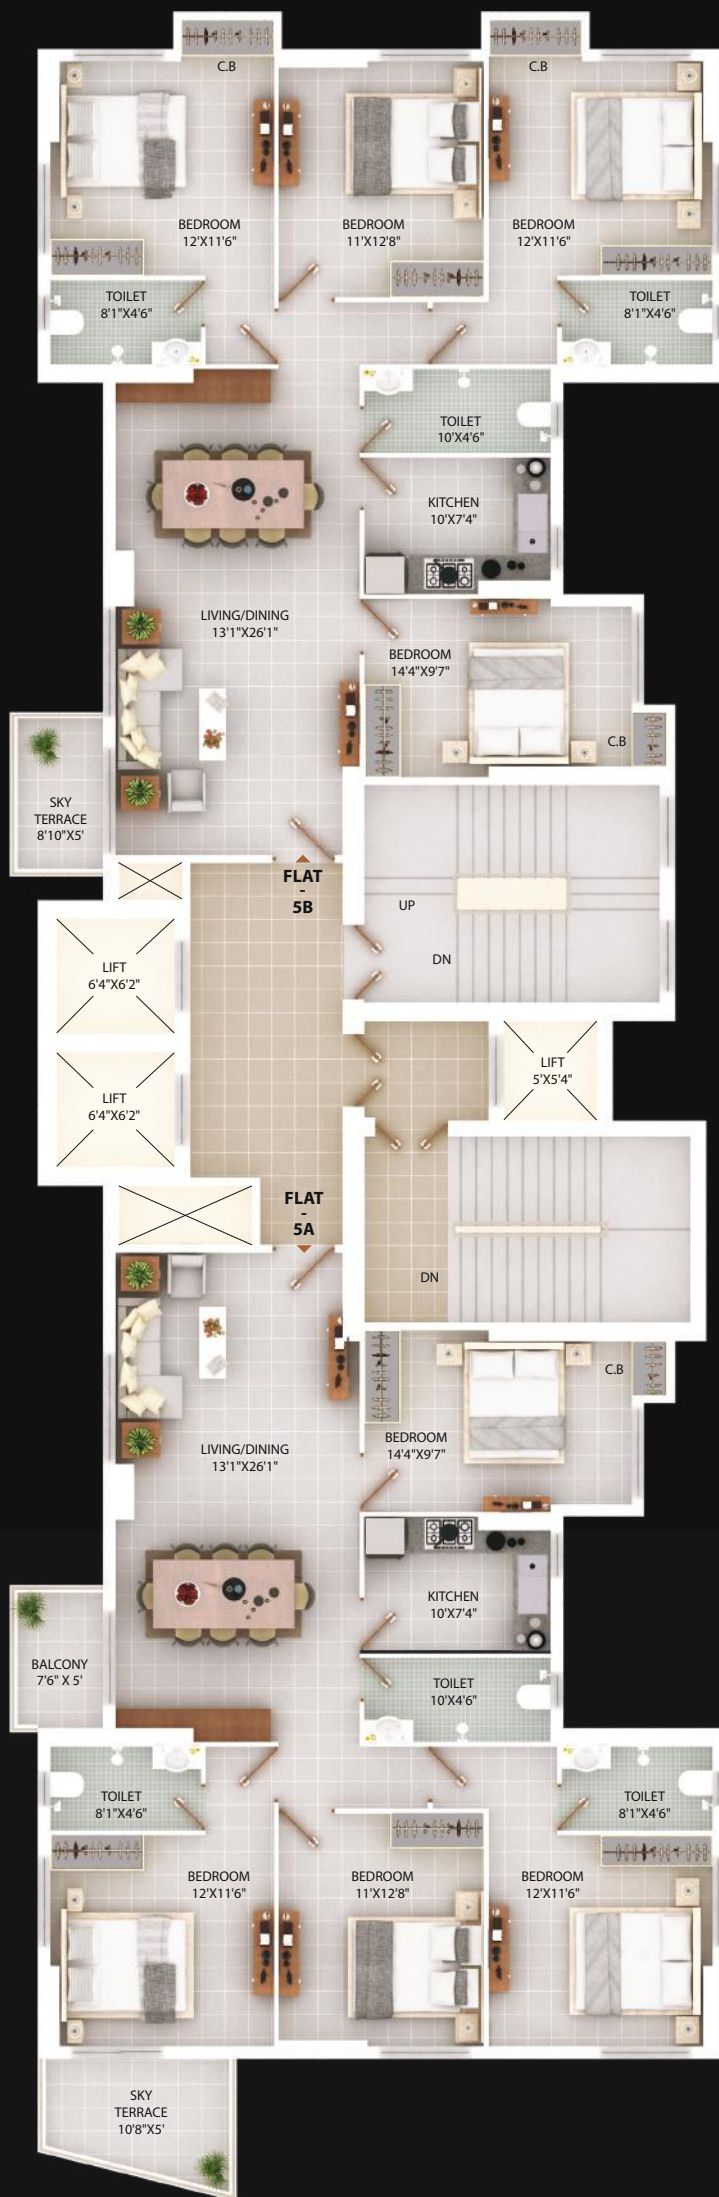 C.B
C.B
BEDROOM
12'X11'6"
BEDROOM
11'X12'8"
BEDROOM
12'X11'6"
TOILET
8'1"X4'6"
TOILET
8'1"X4'6"
TOILET
10'X4'6"
KITCHEN
10'X7'4"
LIVING/DINING
13'1"X26'1"
BEDROOM
14'4"X9'7"
C.B
SKY
TERRACE
8'10"X5'
FLAT
-
5B
UP
DN
LIFT
6'4"X6'2"
LIFT
5'X5'4"
LIFT
6'4"X6'2"
FLAT
-
5A
DN
C.B
BEDROOM
14'4"X9'7"
LIVING/DINING
13'1"X26'1"
KITCHEN
10'X7'4"
BALCONY
7'6" X 5'
TOILET
10'X4'6"
TOILET
8'1"X4'6"
TOILET
8'1"X4'6"
BEDROOM
12'X11'6"
BEDROOM
11'X12'8"
BEDROOM
12'X11'6"
SKY
TERRACE
10'8"X5'